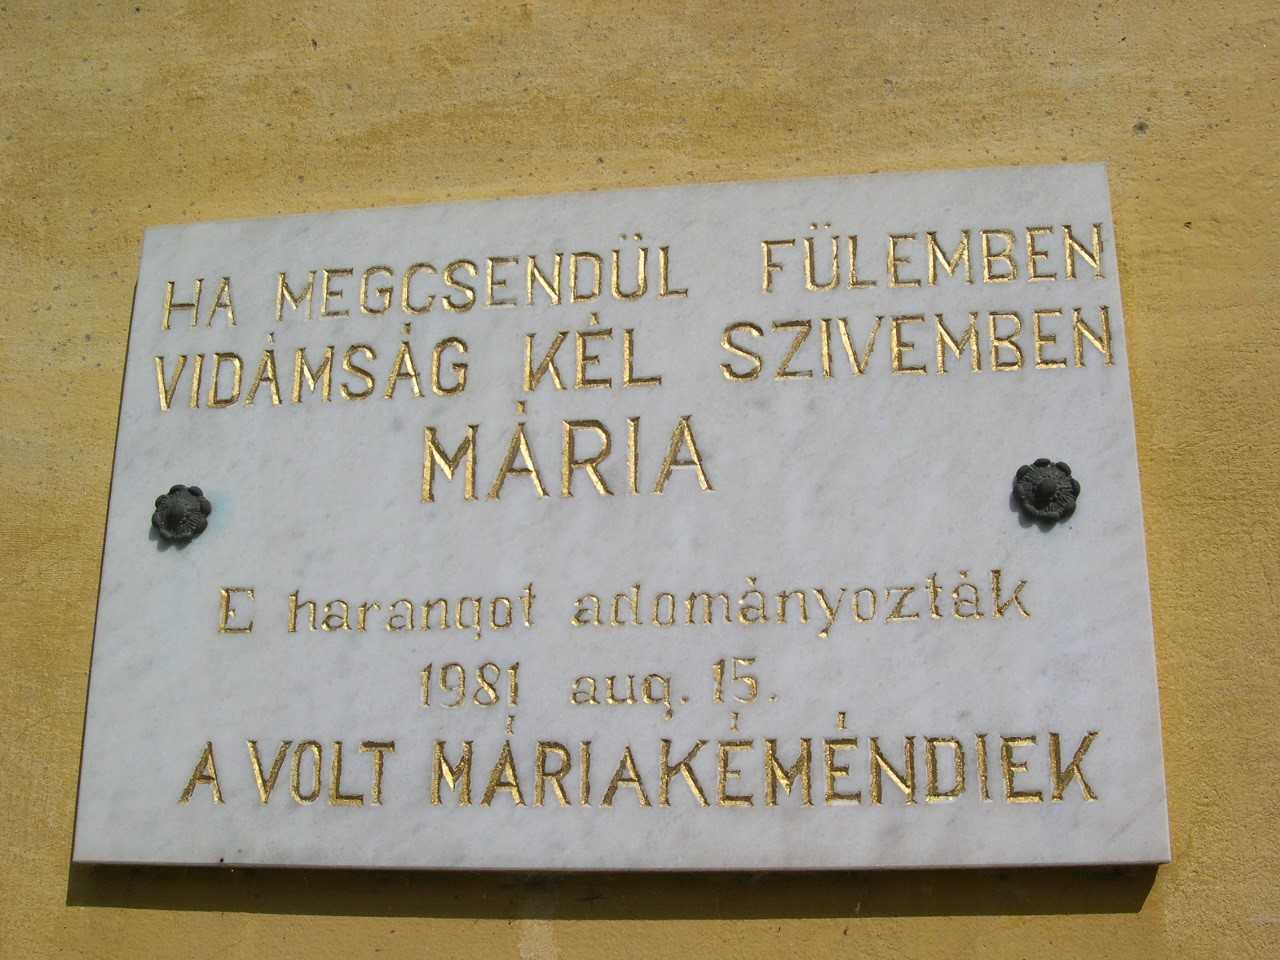 HA MEGCSENDÜL FÜLEMBEN
VIDÁMSÁG KÉL SZIVEMBEN
MÁRIA
E harangot adományozták
1981 aug. 15.
A VOLT MÁRIAKÉMÉNDIEK